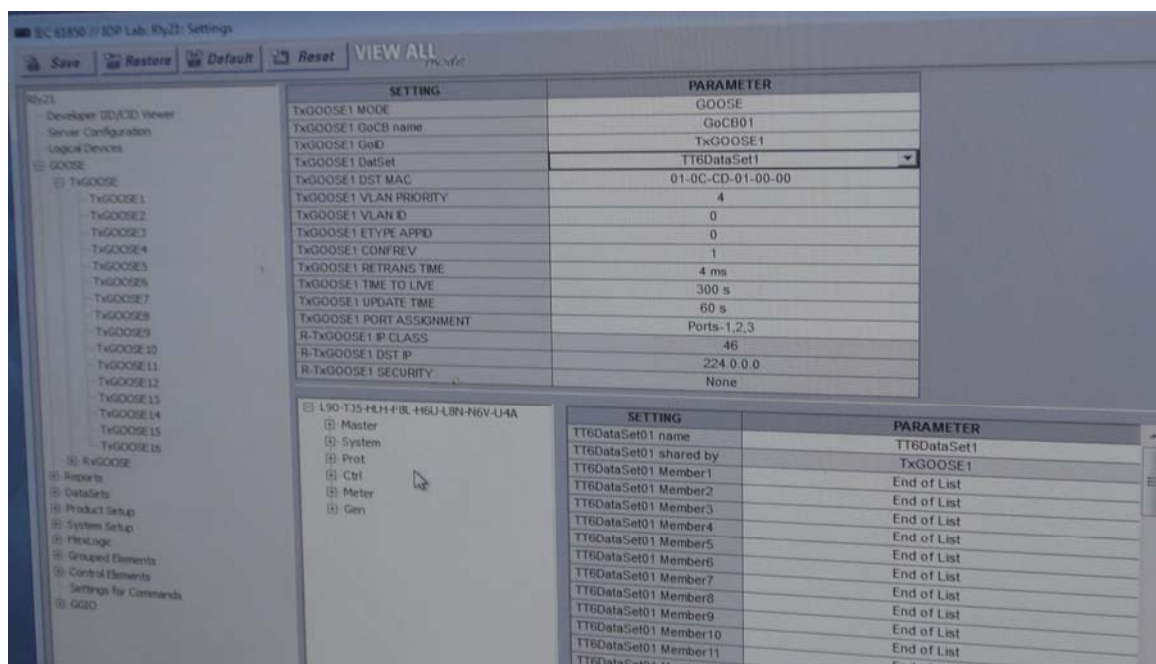 IEC 61850 // IOP Lab: Rly21: Settings
Save Restore Default Reset VIEW ALL mode
Rly21
Developer IID/CID Viewer
Server Configuration
Logical Devices
GOOSE
TxGOOSE
TxGOOSE1
TxGOOSE2
TxGOOSE3
TxGOOSE4
TxGOOSE5
TxGOOSE6
TxGOOSE7
TxGOOSE8
TxGOOSE9
TxGOOSE10
TxGOOSE11
TxGOOSE12
TxGOOSE13
TxGOOSE14
TxGOOSE15
TxGOOSE16
RxGOOSE
Reports
DataSets
Product Setup
System Setup
FlexLogic
Grouped Elements
Control Elements
Settings for Commands
GGIO
SETTING PARAMETER
TxGOOSE1 MODE GOOSE
TxGOOSE1 GoCB name GoCB01
TxGOOSE1 GoID TxGOOSE1
TxGOOSE1 DatSet TT6DataSet1
TxGOOSE1 DST MAC 01-0C-CD-01-00-00
TxGOOSE1 VLAN PRIORITY 4
TxGOOSE1 VLAN ID 0
TxGOOSE1 ETYPE APPID 0
TxGOOSE1 CONFREV 1
TxGOOSE1 RETRANS TIME 4 ms
TxGOOSE1 TIME TO LIVE 300 s
TxGOOSE1 UPDATE TIME 60 s
TxGOOSE1 PORT ASSIGNMENT Ports-1,2,3
R-TxGOOSE1 IP CLASS 46
R-TxGOOSE1 DST IP 224.0.0.0
R-TxGOOSE1 SECURITY None
L90-TJ5-HLH-F8L-H6U-L8N-N6V-U4A
Master
System
Prot
Ctrl
Meter
Gen
SETTING PARAMETER
TT6DataSet01 name TT6DataSet1
TT6DataSet01 shared by TxGOOSE1
TT6DataSet01 Member1 End of List
TT6DataSet01 Member2 End of List
TT6DataSet01 Member3 End of List
TT6DataSet01 Member4 End of List
TT6DataSet01 Member5 End of List
TT6DataSet01 Member6 End of List
TT6DataSet01 Member7 End of List
TT6DataSet01 Member8 End of List
TT6DataSet01 Member9 End of List
TT6DataSet01 Member10 End of List
TT6DataSet01 Member11 End of List